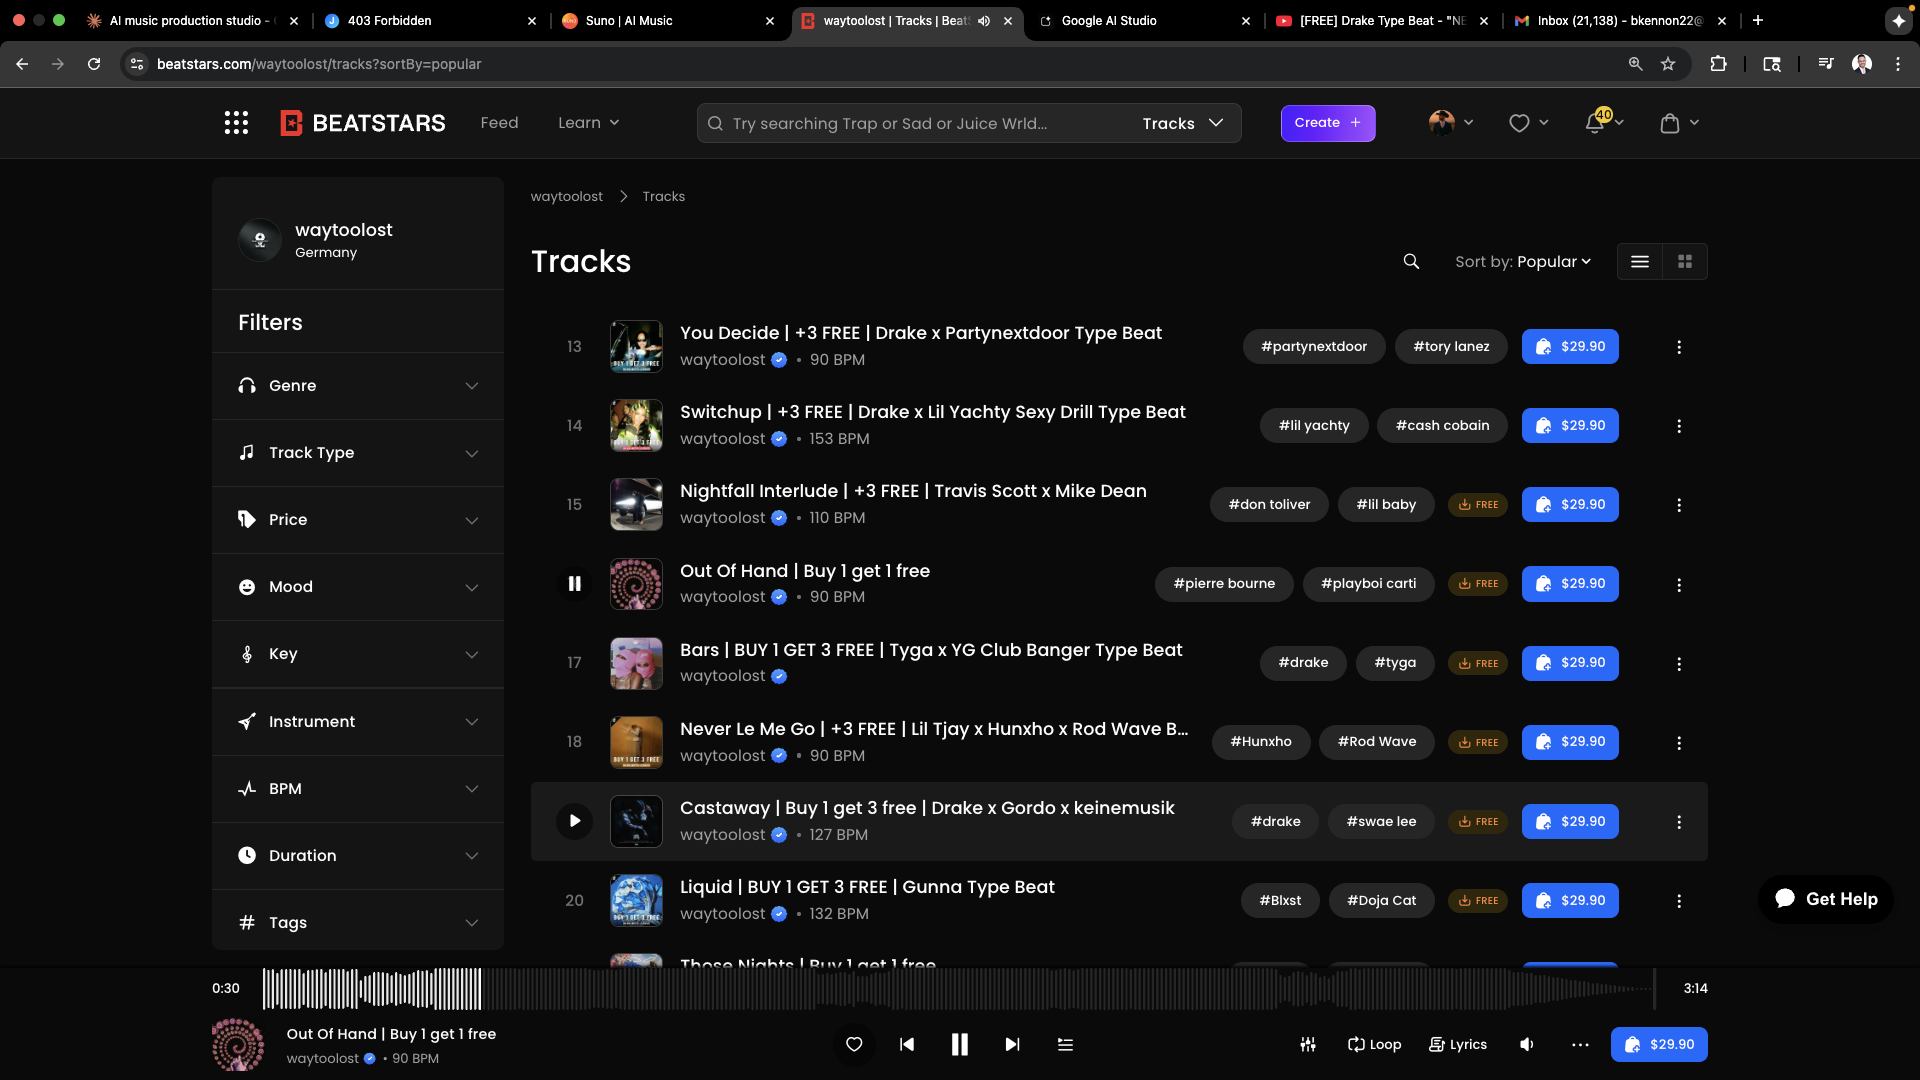 AI music production studio -
403 Forbidden
Suno | AI Music
waytoolost | Tracks | Beat
Google AI Studio
[FREE] Drake Type Beat - "NE
Inbox (21,138) - bkennon22@
beatstars.com/waytoolost/tracks?sortBy=popular
BEATSTARS
Feed
Learn
Try searching Trap or Sad or Juice Wrld...
Tracks
Create +
40
waytoolost
Germany
Filters
Genre
Track Type
Price
Mood
Key
Instrument
BPM
Duration
Tags
waytoolost > Tracks
Tracks
Sort by: Popular
13
You Decide | +3 FREE | Drake x Partynextdoor Type Beat
waytoolost • 90 BPM
#partynextdoor
#tory lanez
$29.90
14
Switchup | +3 FREE | Drake x Lil Yachty Sexy Drill Type Beat
waytoolost • 153 BPM
#lil yachty
#cash cobain
$29.90
15
Nightfall Interlude | +3 FREE | Travis Scott x Mike Dean
waytoolost • 110 BPM
#don toliver
#lil baby
FREE
$29.90
Out Of Hand | Buy 1 get 1 free
waytoolost • 90 BPM
#pierre bourne
#playboi carti
FREE
$29.90
17
Bars | BUY 1 GET 3 FREE | Tyga x YG Club Banger Type Beat
waytoolost
#drake
#tyga
FREE
$29.90
18
Never Le Me Go | +3 FREE | Lil Tjay x Hunxho x Rod Wave B...
waytoolost • 90 BPM
#Hunxho
#Rod Wave
FREE
$29.90
Castaway | Buy 1 get 3 free | Drake x Gordo x keinemusik
waytoolost • 127 BPM
#drake
#swae lee
FREE
$29.90
20
Liquid | BUY 1 GET 3 FREE | Gunna Type Beat
waytoolost • 132 BPM
#Blxst
#Doja Cat
FREE
$29.90
Those Nights | Buy 1 get 1 free
Get Help
0:30
3:14
Out Of Hand | Buy 1 get 1 free
waytoolost • 90 BPM
Loop
Lyrics
$29.90